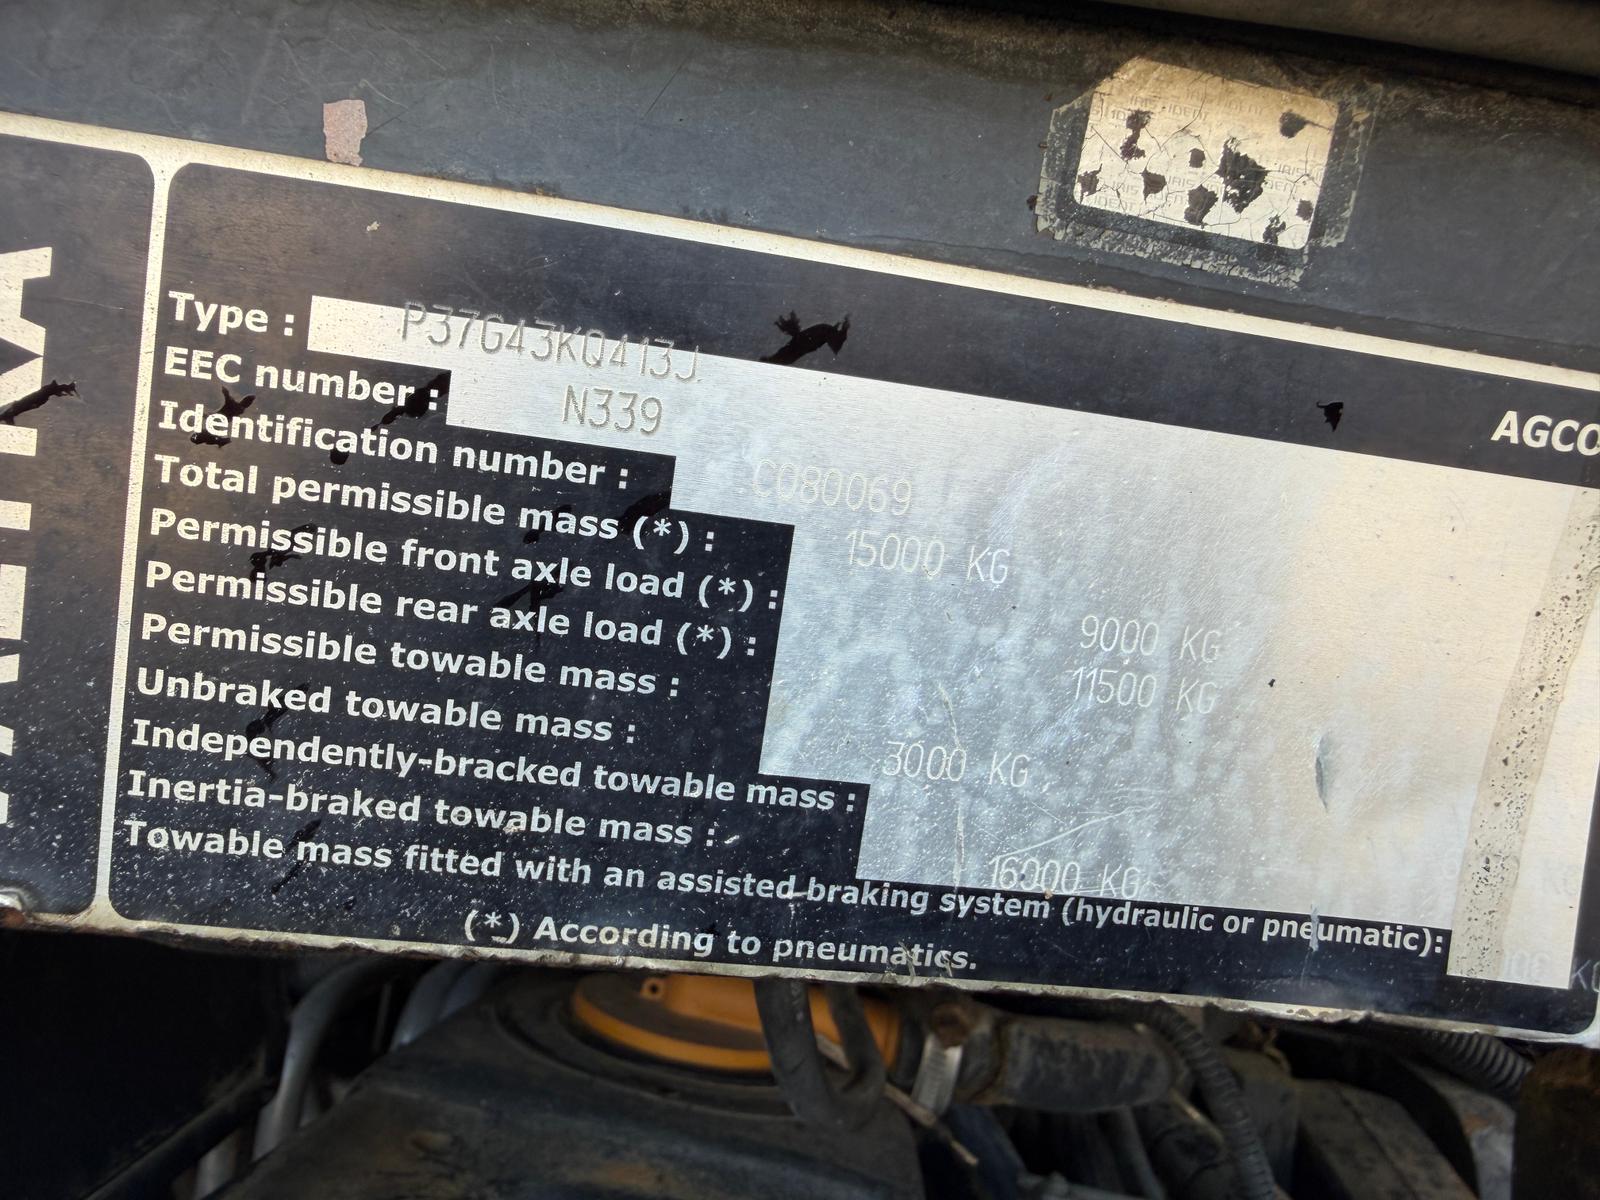 VALTRA
AGCO
Type : P37G43KQ413J
EEC number : N339
Identification number : C080069
Total permissible mass (*) : 15000 KG
Permissible front axle load (*) : 9000 KG
Permissible rear axle load (*) : 11500 KG
Permissible towable mass :
Unbraked towable mass : 3000 KG
Independently-bracked towable mass :
Inertia-braked towable mass : 16000 KG
Towable mass fitted with an assisted braking system (hydraulic or pneumatic):
(*) According to pneumatics.